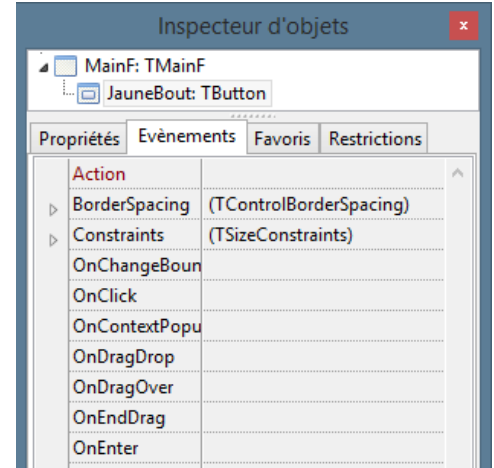 Inspecteur d'objets
MainF: TMainF
JauneBout: TButton
Propriétés Evènements Favoris Restrictions
Action
BorderSpacing (TControlBorderSpacing)
Constraints (TSizeConstraints)
OnChangeBoun
OnClick
OnContextPopu
OnDragDrop
OnDragOver
OnEndDrag
OnEnter